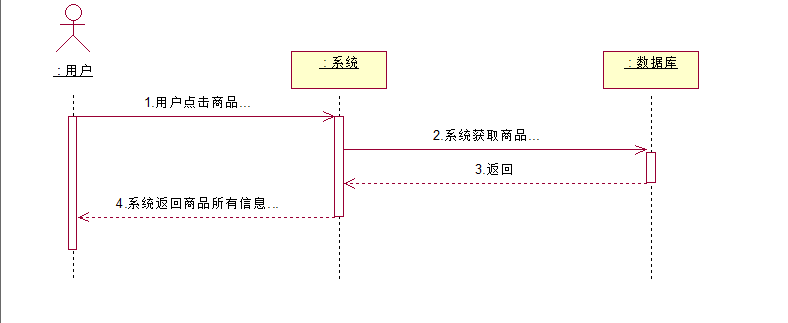 : 用户
: 系统
: 数据库
1.用户点击商品...
2.系统获取商品...
3.返回
4.系统返回商品所有信息...